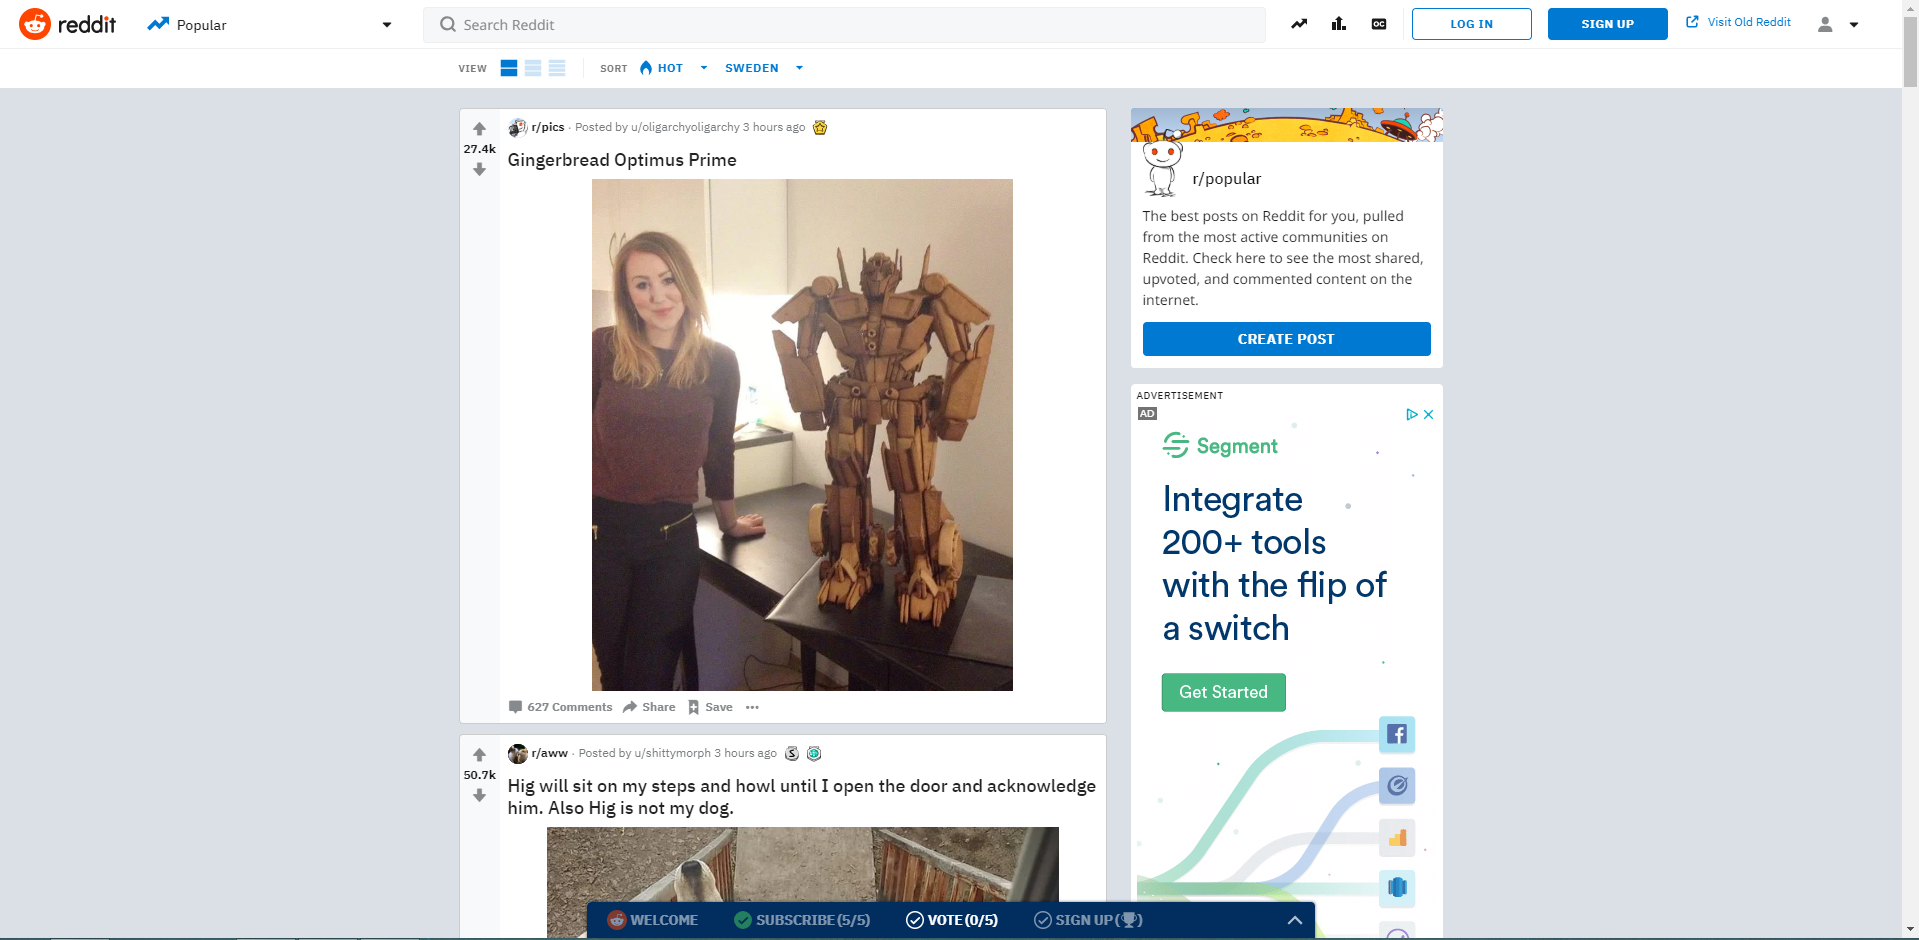 reddit
Popular
Search Reddit
LOG IN
SIGN UP
Visit Old Reddit
VIEW
SORT
HOT
SWEDEN
r/pics · Posted by u/oligarchyoligarchy 3 hours ago
27.4k
Gingerbread Optimus Prime
627 Comments
Share
Save
r/aww · Posted by u/shittymorph 3 hours ago
50.7k
Hig will sit on my steps and howl until I open the door and acknowledge
him. Also Hig is not my dog.
r/popular
The best posts on Reddit for you, pulled
from the most active communities on
Reddit. Check here to see the most shared,
upvoted, and commented content on the
internet.
CREATE POST
ADVERTISEMENT
AD
Segment
Integrate
200+ tools
with the flip of
a switch
Get Started
WELCOME
SUBSCRIBE (5/5)
VOTE (0/5)
SIGN UP ( )